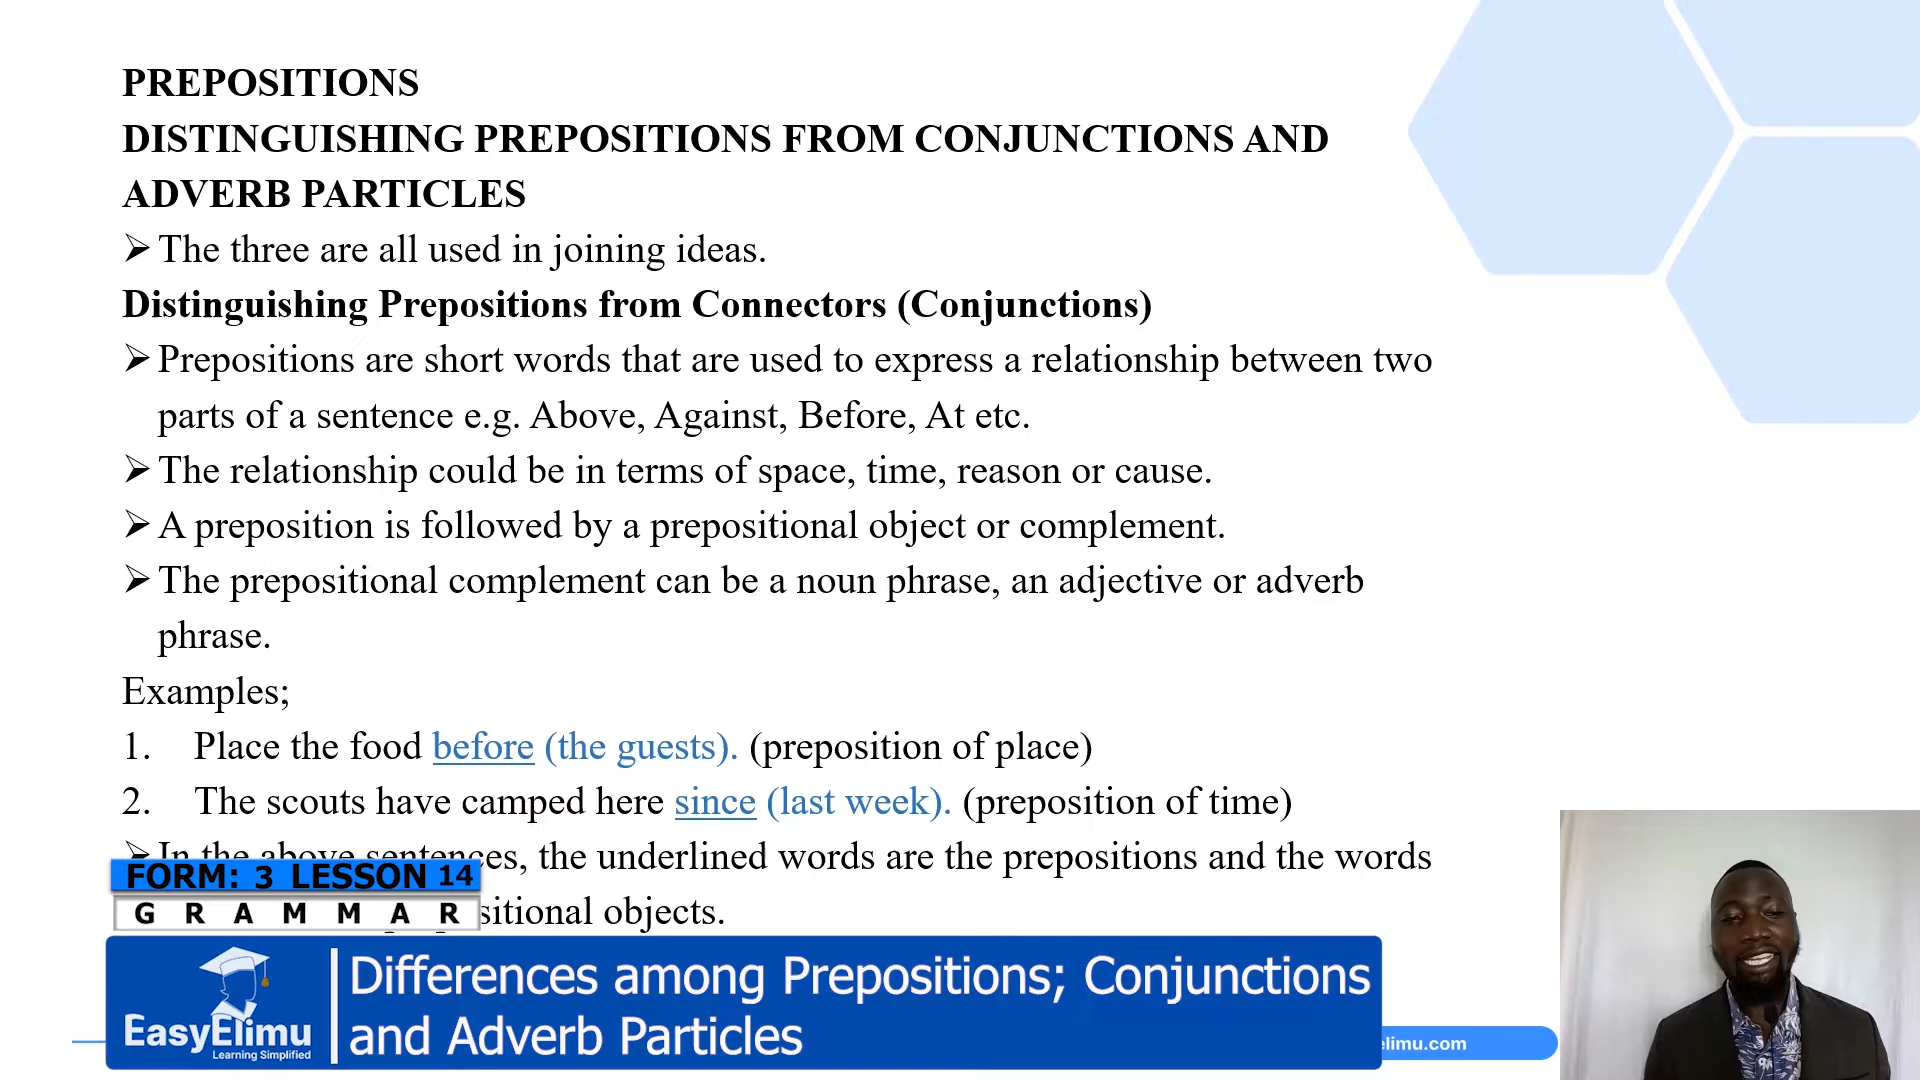 PREPOSITIONS
DISTINGUISHING PREPOSITIONS FROM CONJUNCTIONS AND
ADVERB PARTICLES
➢ The three are all used in joining ideas.
Distinguishing Prepositions from Connectors (Conjunctions)
➢ Prepositions are short words that are used to express a relationship between two
parts of a sentence e.g. Above, Against, Before, At etc.
➢ The relationship could be in terms of space, time, reason or cause.
➢ A preposition is followed by a prepositional object or complement.
➢ The prepositional complement can be a noun phrase, an adjective or adverb
phrase.
Examples;
1. Place the food before (the guests). (preposition of place)
2. The scouts have camped here since (last week). (preposition of time)
➢ In the above sentences, the underlined words are the prepositions and the words
sitional objects.
FORM: 3 LESSON 14
GRAMMAR
EasyElimu
Learning Simplified
Differences among Prepositions; Conjunctions
and Adverb Particles
elimu.com